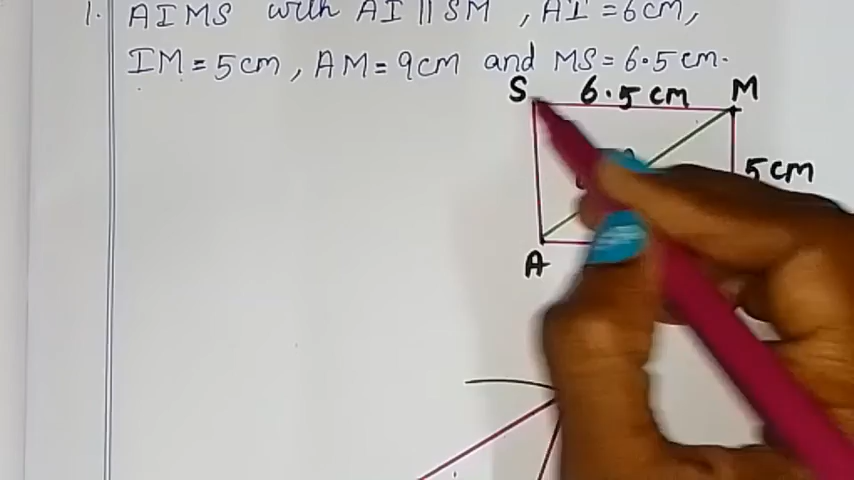 1. AIMS with AI || SM, AI = 6cm,
IM = 5cm, AM = 9cm and MS = 6.5cm.
S 6.5 cm M
5cm
A